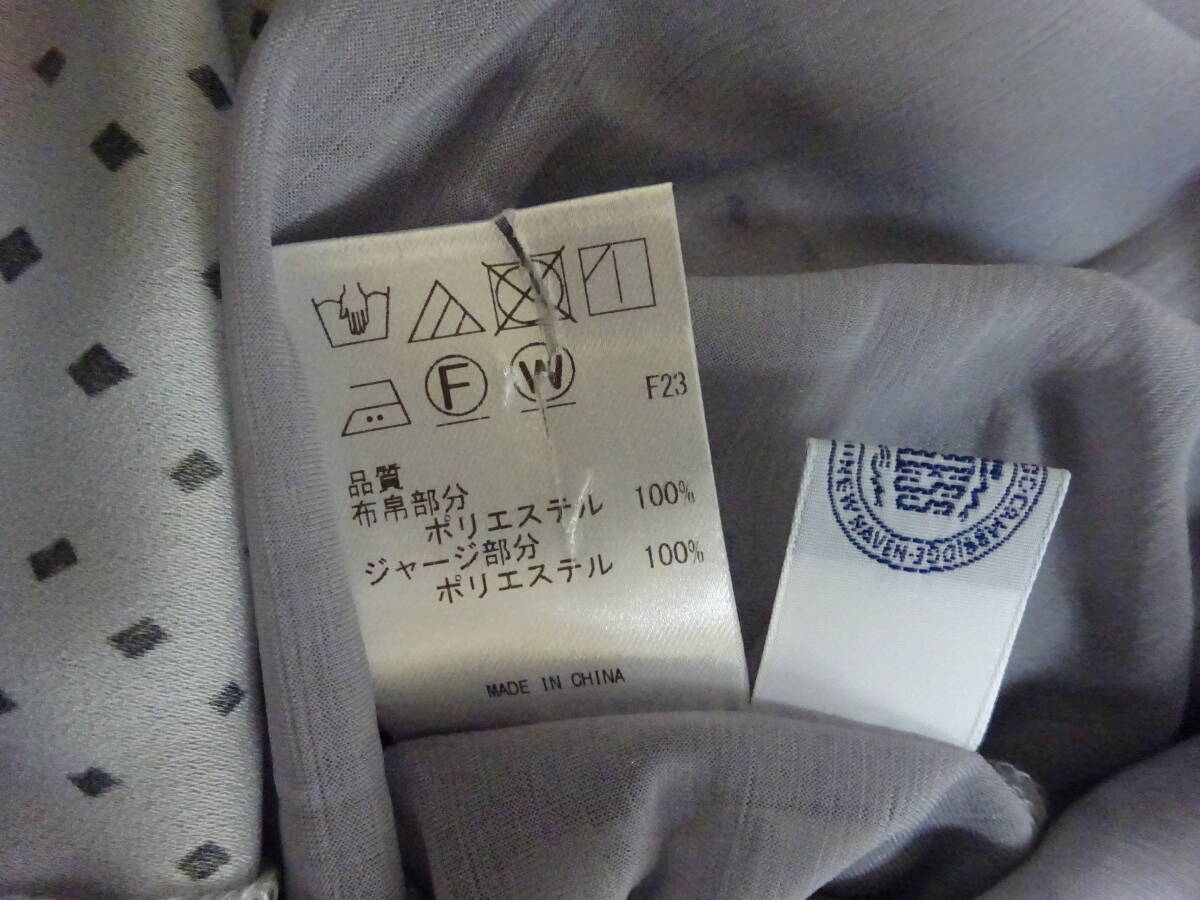 F W F23
品質
布帛部分
ポリエステル 100%
ジャージ部分
ポリエステル 100%
MADE IN CHINA